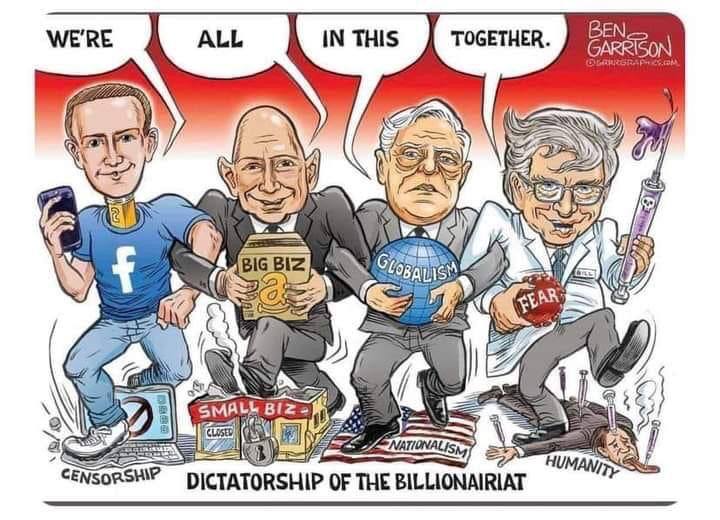 WE'RE
ALL
IN THIS
TOGETHER.
BEN
GARRISON
©GRRRGRAPHICS.COM
f
BIG BIZ
a
GLOBALISM
BILL
FEAR
SMALL BIZ
CLOSED
NATIONALISM
CENSORSHIP
HUMANITY
DICTATORSHIP OF THE BILLIONAIRIAT